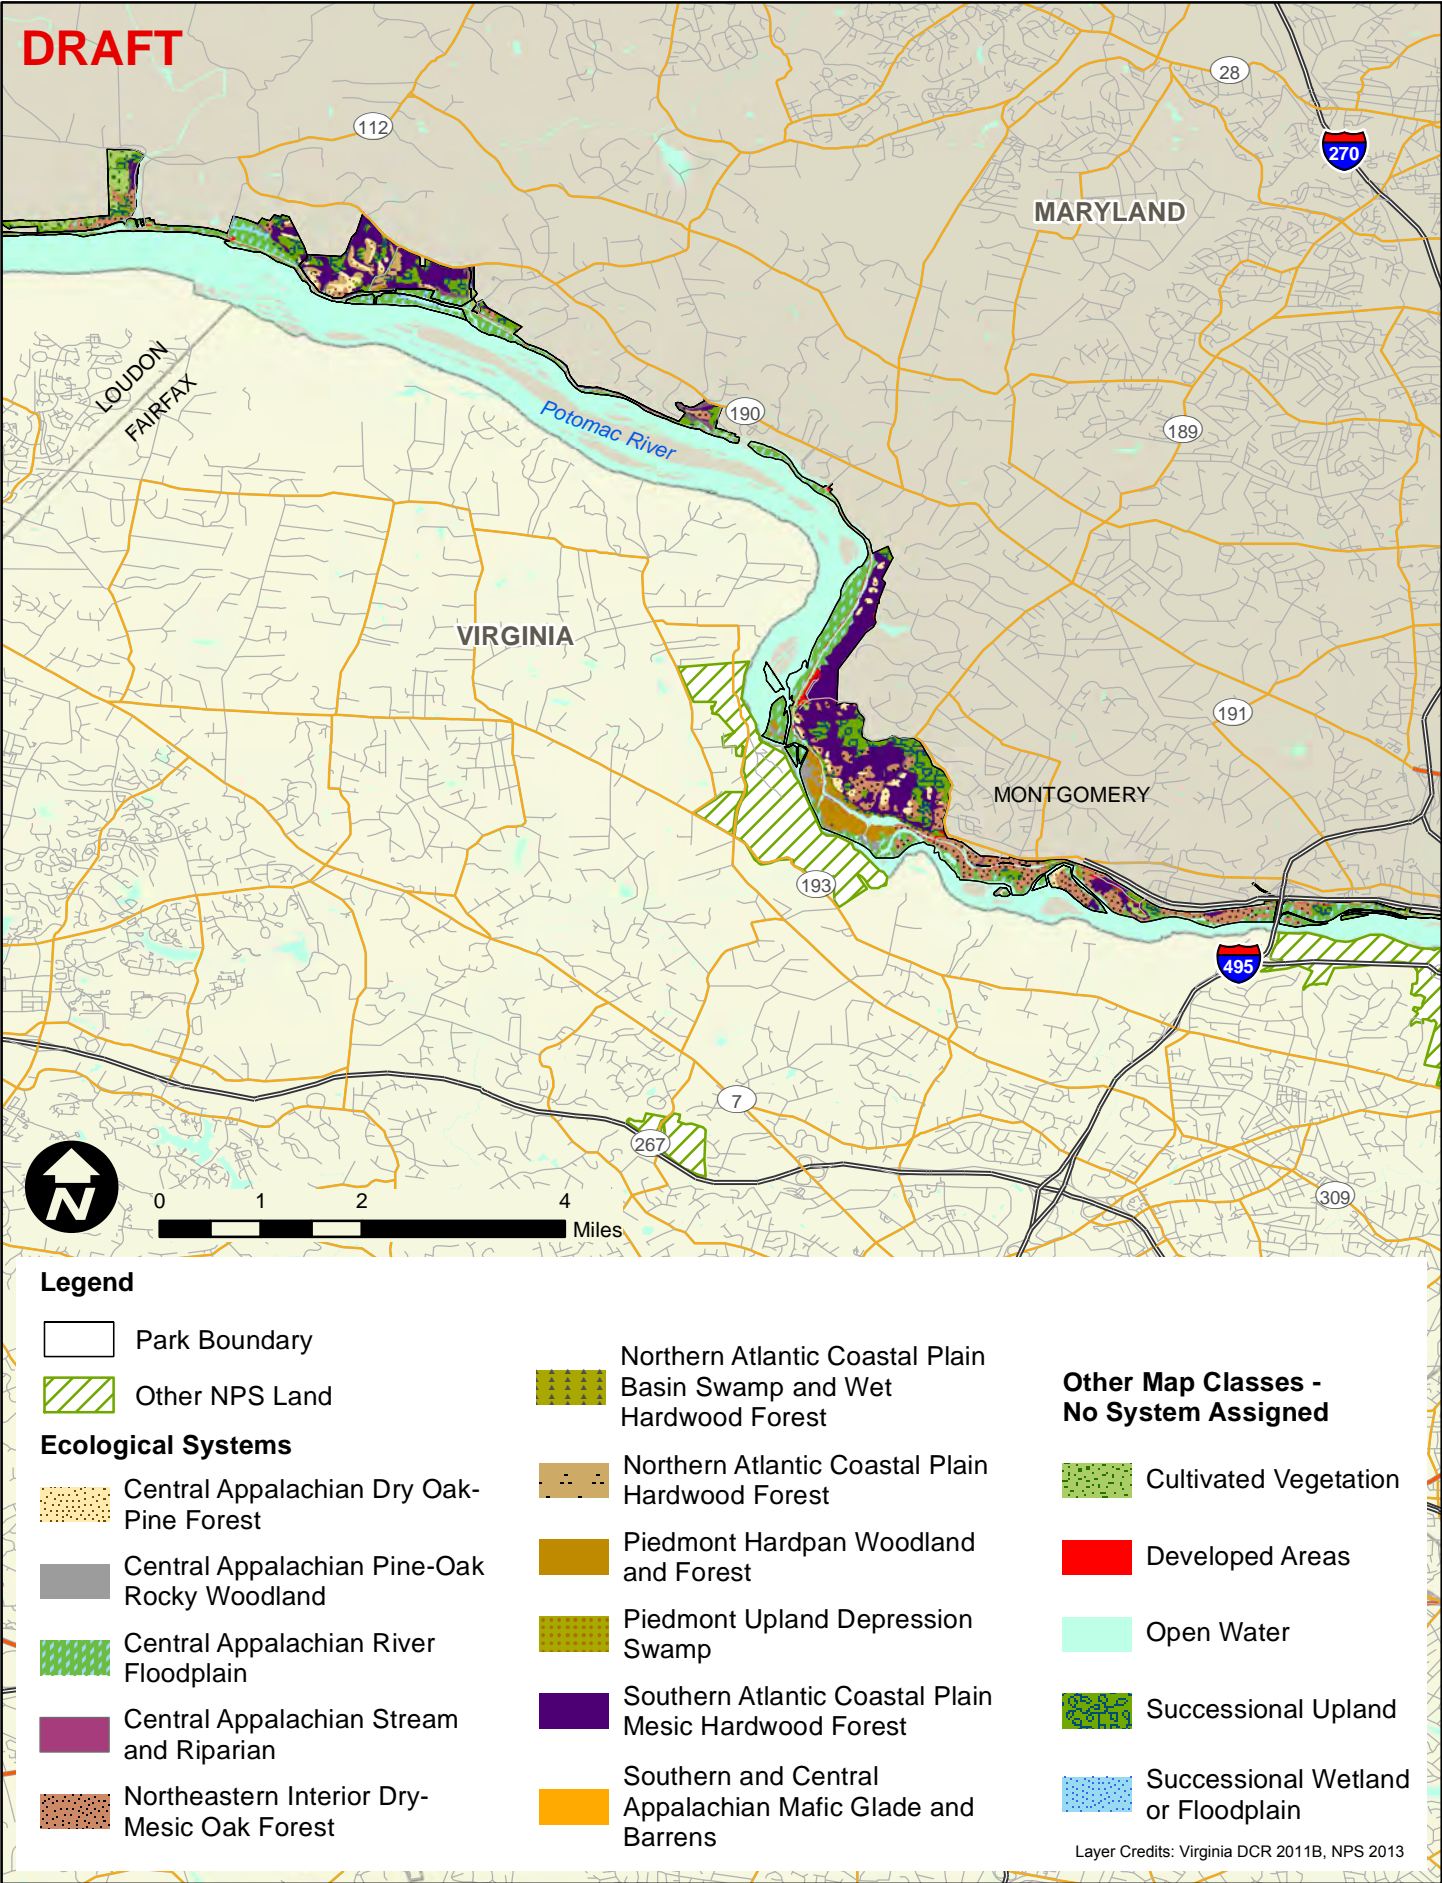 DRAFT
28
112
270
MARYLAND
LOUDON
FAIRFAX
Potomac River
190
189
VIRGINIA
191
MONTGOMERY
193
495
7
267
309
N
0 1 2 4
Miles
Legend
Park Boundary
Other NPS Land
Ecological Systems
Central Appalachian Dry Oak-
Pine Forest
Central Appalachian Pine-Oak
Rocky Woodland
Central Appalachian River
Floodplain
Central Appalachian Stream
and Riparian
Northeastern Interior Dry-
Mesic Oak Forest
Northern Atlantic Coastal Plain
Basin Swamp and Wet
Hardwood Forest
Northern Atlantic Coastal Plain
Hardwood Forest
Piedmont Hardpan Woodland
and Forest
Piedmont Upland Depression
Swamp
Southern Atlantic Coastal Plain
Mesic Hardwood Forest
Southern and Central
Appalachian Mafic Glade and
Barrens
Other Map Classes -
No System Assigned
Cultivated Vegetation
Developed Areas
Open Water
Successional Upland
Successional Wetland
or Floodplain
Layer Credits: Virginia DCR 2011B, NPS 2013